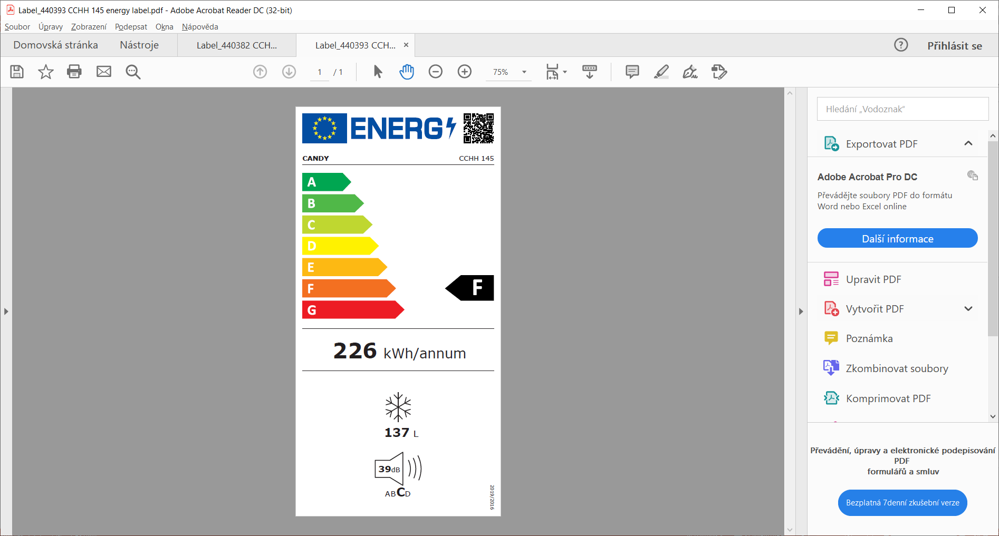 Label_440393 CCHH 145 energy label.pdf - Adobe Acrobat Reader DC (32-bit)
Soubor Úpravy Zobrazení Podepsat Okna Nápověda
Domovská stránka Nástroje Label_440382 CCH... Label_440393 CCH... × ? Přihlásit se
1 / 1 75%
ENERG
CANDY CCHH 145
A
B
C
D
E
F
F
G
226 kWh/annum
137 L
39dB
ABCD
2019/2016
Hledání „Vodoznak“
Exportovat PDF
Adobe Acrobat Pro DC
Převádějte soubory PDF do formátu
Word nebo Excel online
Další informace
Upravit PDF
Vytvořit PDF
Poznámka
Zkombinovat soubory
Komprimovat PDF
Převádění, úpravy a elektronické podepisování
PDF
formulářů a smluv
Bezplatná 7denní zkušební verze